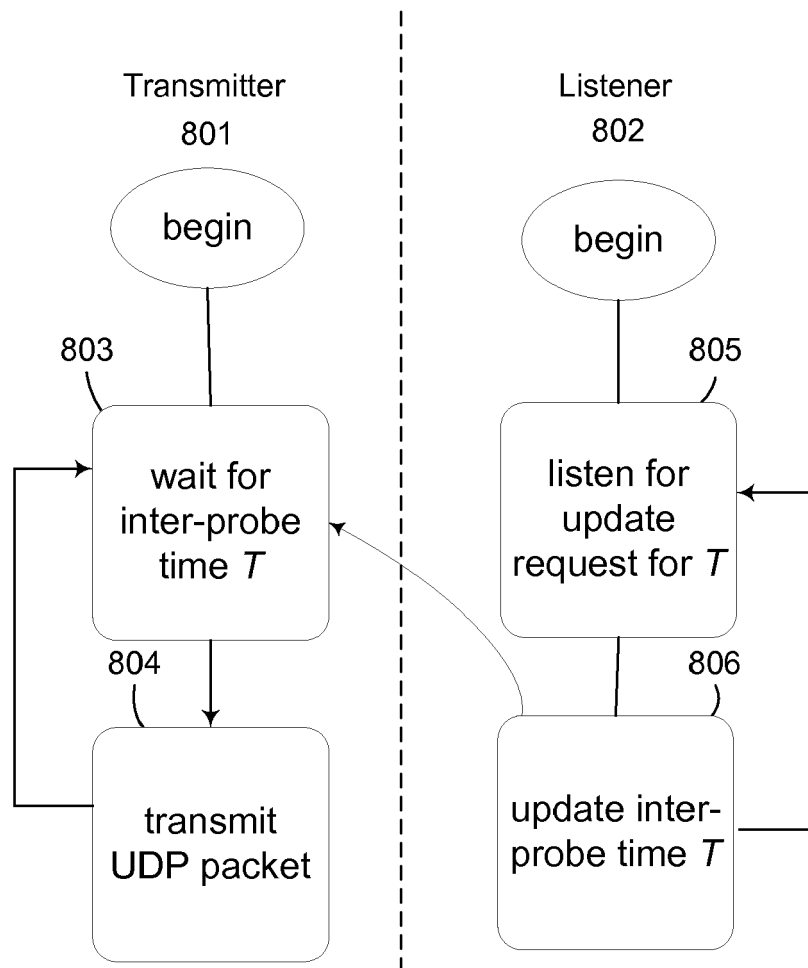 Transmitter
801
begin
803
wait for
inter-probe
time T
804
transmit
UDP packet
Listener
802
begin
805
listen for
update
request for T
806
update inter-
probe time T